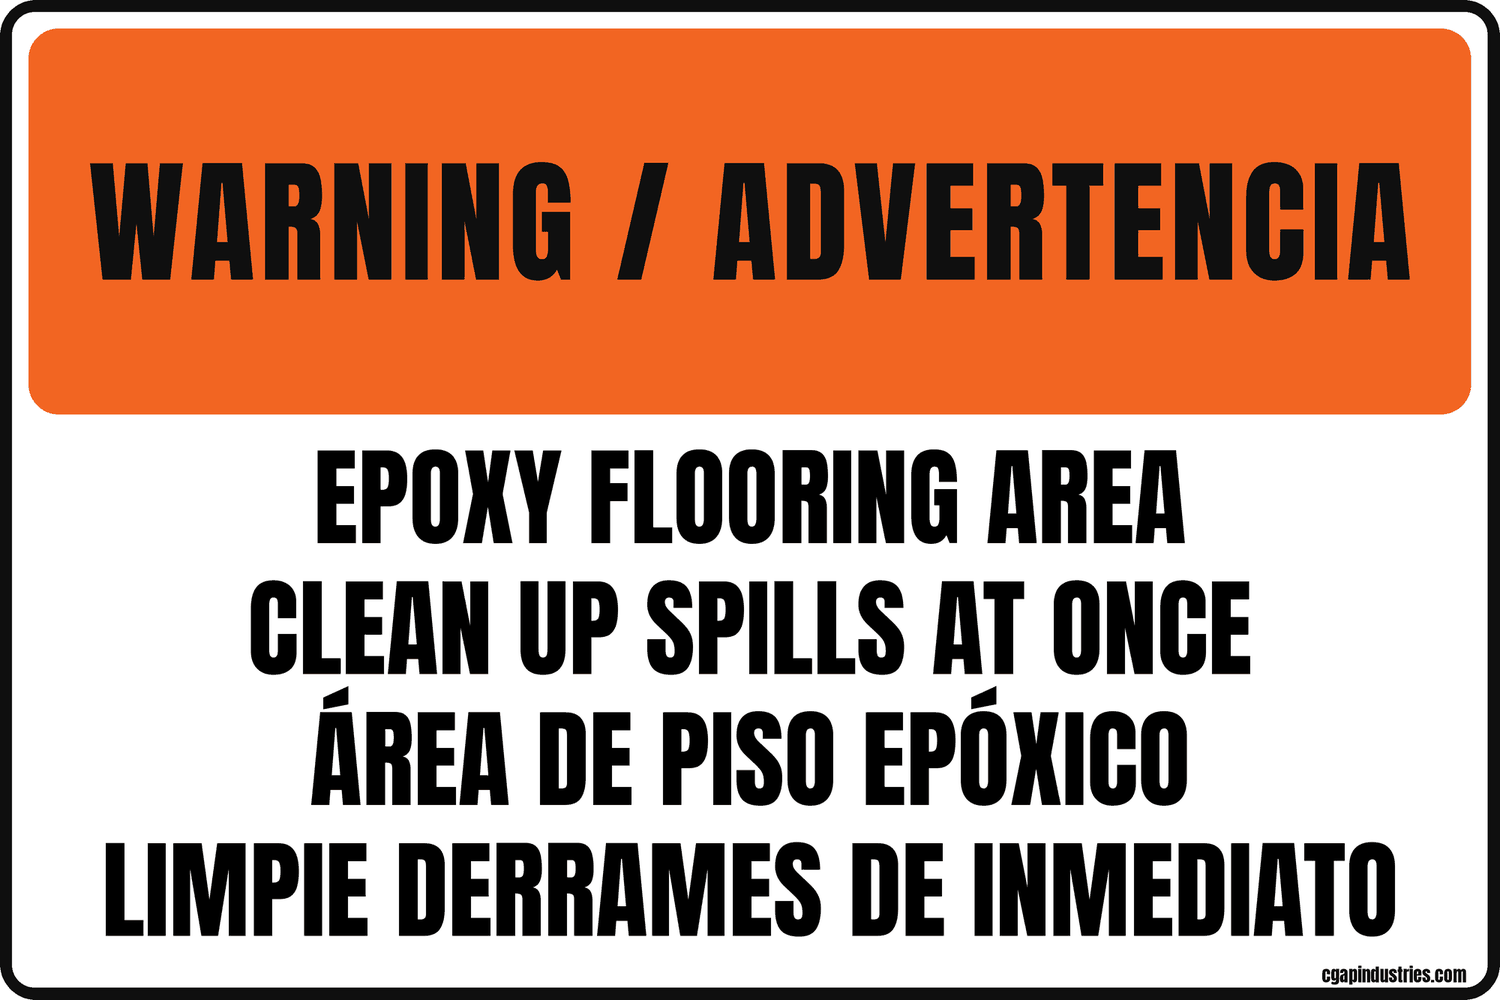 WARNING / ADVERTENCIA
EPOXY FLOORING AREA
CLEAN UP SPILLS AT ONCE
ÁREA DE PISO EPÓXICO
LIMPIE DERRAMES DE INMEDIATO
cgapindustries.com